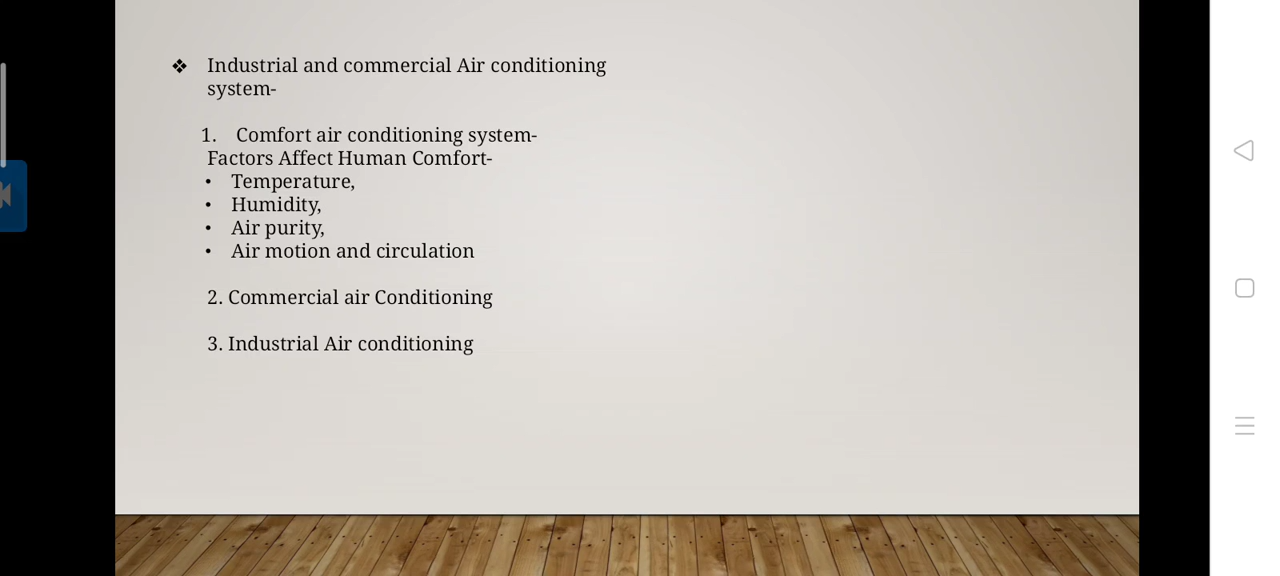 ❖ Industrial and commercial Air conditioning
system-
1. Comfort air conditioning system-
Factors Affect Human Comfort-
• Temperature,
• Humidity,
• Air purity,
• Air motion and circulation
2. Commercial air Conditioning
3. Industrial Air conditioning